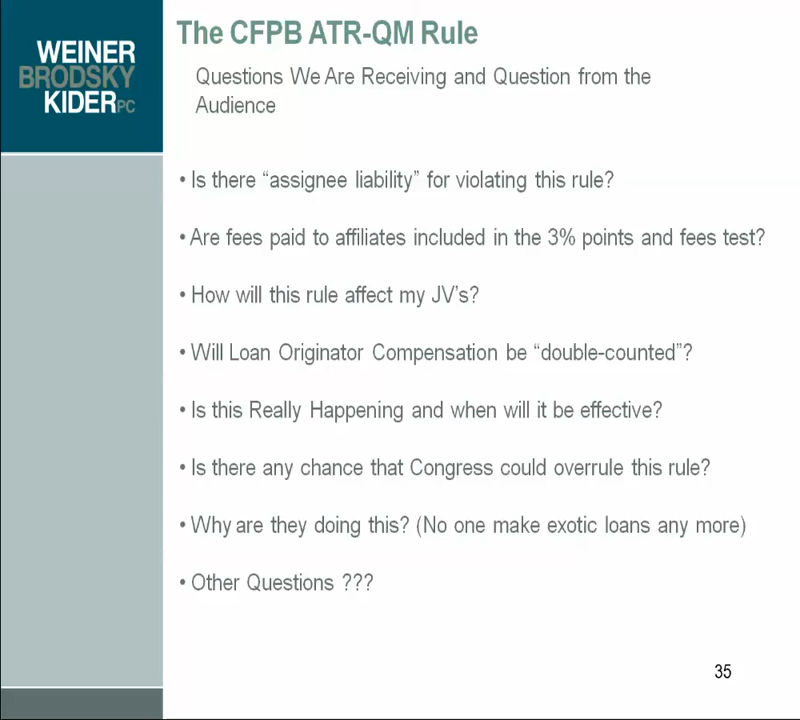 WEINER
BRODSKY
KIDER PC
The CFPB ATR-QM Rule
Questions We Are Receiving and Question from the
Audience
• Is there “assignee liability” for violating this rule?
• Are fees paid to affiliates included in the 3% points and fees test?
• How will this rule affect my JV’s?
• Will Loan Originator Compensation be “double-counted”?
• Is this Really Happening and when will it be effective?
• Is there any chance that Congress could overrule this rule?
• Why are they doing this? (No one make exotic loans any more)
• Other Questions ???
35